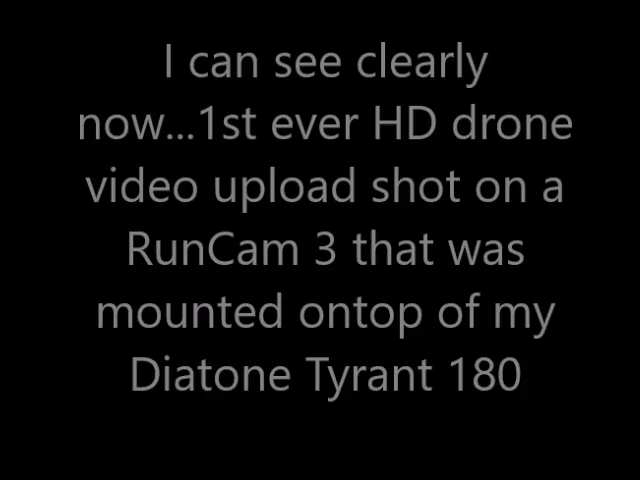 I can see clearly
now...1st ever HD drone
video upload shot on a
RunCam 3 that was
mounted ontop of my
Diatone Tyrant 180